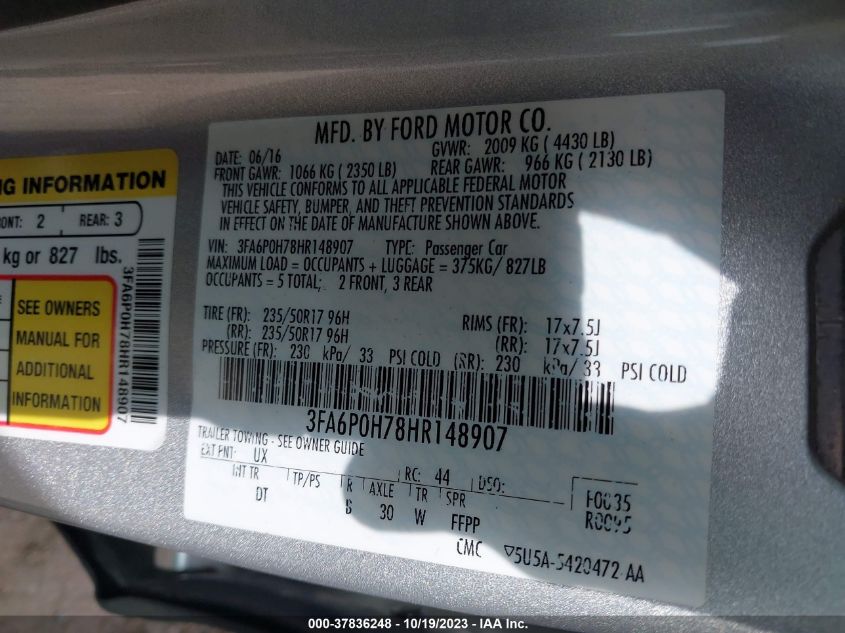 NG INFORMATION
ONT: 2 REAR: 3
kg or 827 lbs.
SEE OWNERS
MANUAL FOR
ADDITIONAL
INFORMATION
3FA6P0H78HR148907
MFD. BY FORD MOTOR CO.
DATE: 06/16 GVWR: 2009 KG ( 4430 LB)
FRONT GAWR: 1066 KG ( 2350 LB) REAR GAWR: 966 KG ( 2130 LB)
THIS VEHICLE CONFORMS TO ALL APPLICABLE FEDERAL MOTOR
VEHICLE SAFETY, BUMPER, AND THEFT PREVENTION STANDARDS
IN EFFECT ON THE DATE OF MANUFACTURE SHOWN ABOVE.
VIN: 3FA6P0H78HR148907 TYPE: Passenger Car
MAXIMUM LOAD = OCCUPANTS + LUGGAGE = 375KG/ 827LB
OCCUPANTS = 5 TOTAL; 2 FRONT, 3 REAR
TIRE (FR): 235/50R17 96H RIMS (FR): 17x7.5J
(RR): 235/50R17 96H (RR): 17x7.5J
PRESSURE (FR): 230 kPa/ 33 PSI COLD (RR): 230 kPa/ 33 PSI COLD
3FA6P0H78HR148907
TRAILER TOWING - SEE OWNER GUIDE
EXT PNT: UX RC: 44 DSO:
INT TR TP/PS R AXLE TR SPR
DT 30 W FFPP
CMC ▽5U5A-5420472-AA
000-37836248 - 10/19/2023 - IAA Inc.